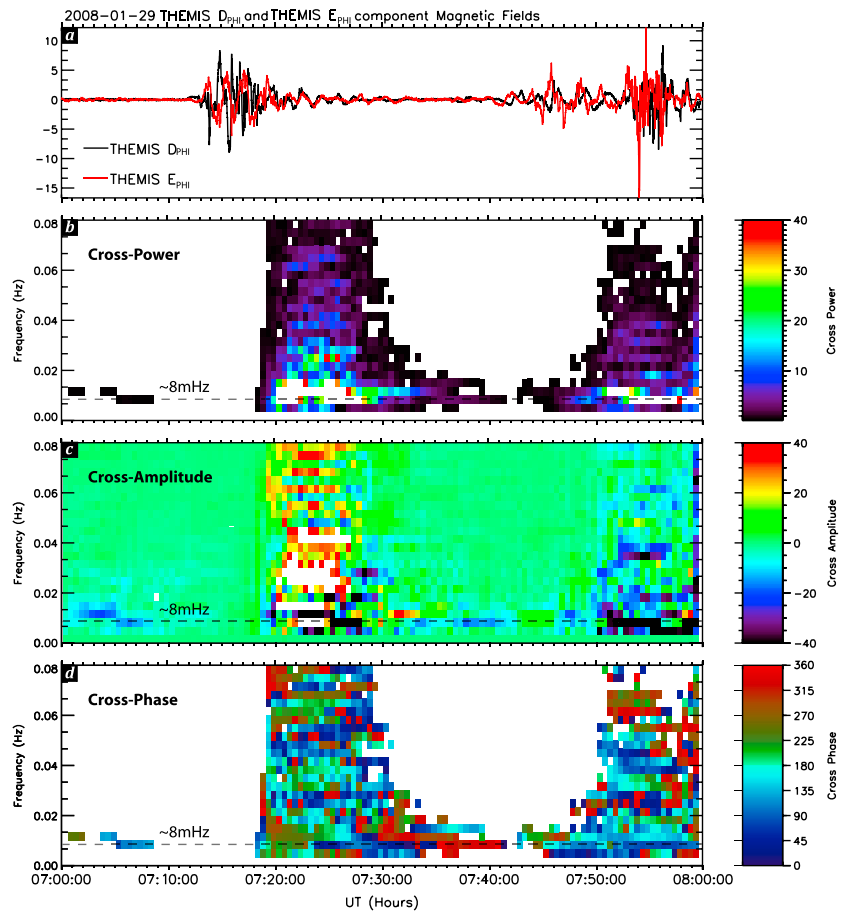 2008-01-29 THEMIS DPHI and THEMIS EPHI component Magnetic Fields
a
10
5
0
-5
-10
-15
THEMIS DPHI
THEMIS EPHI
b
Cross-Power
0.08
0.06
0.04
0.02
0.00
Frequency (Hz)
~8mHz
40
30
20
10
Cross Power
c
Cross-Amplitude
0.08
0.06
0.04
0.02
0.00
Frequency (Hz)
~8mHz
40
20
0
-20
-40
Cross Amplitude
d
Cross-Phase
0.08
0.06
0.04
0.02
0.00
Frequency (Hz)
~8mHz
360
315
270
225
180
135
90
45
0
Cross Phase
07:00:00 07:10:00 07:20:00 07:30:00 07:40:00 07:50:00 08:00:00
UT (Hours)